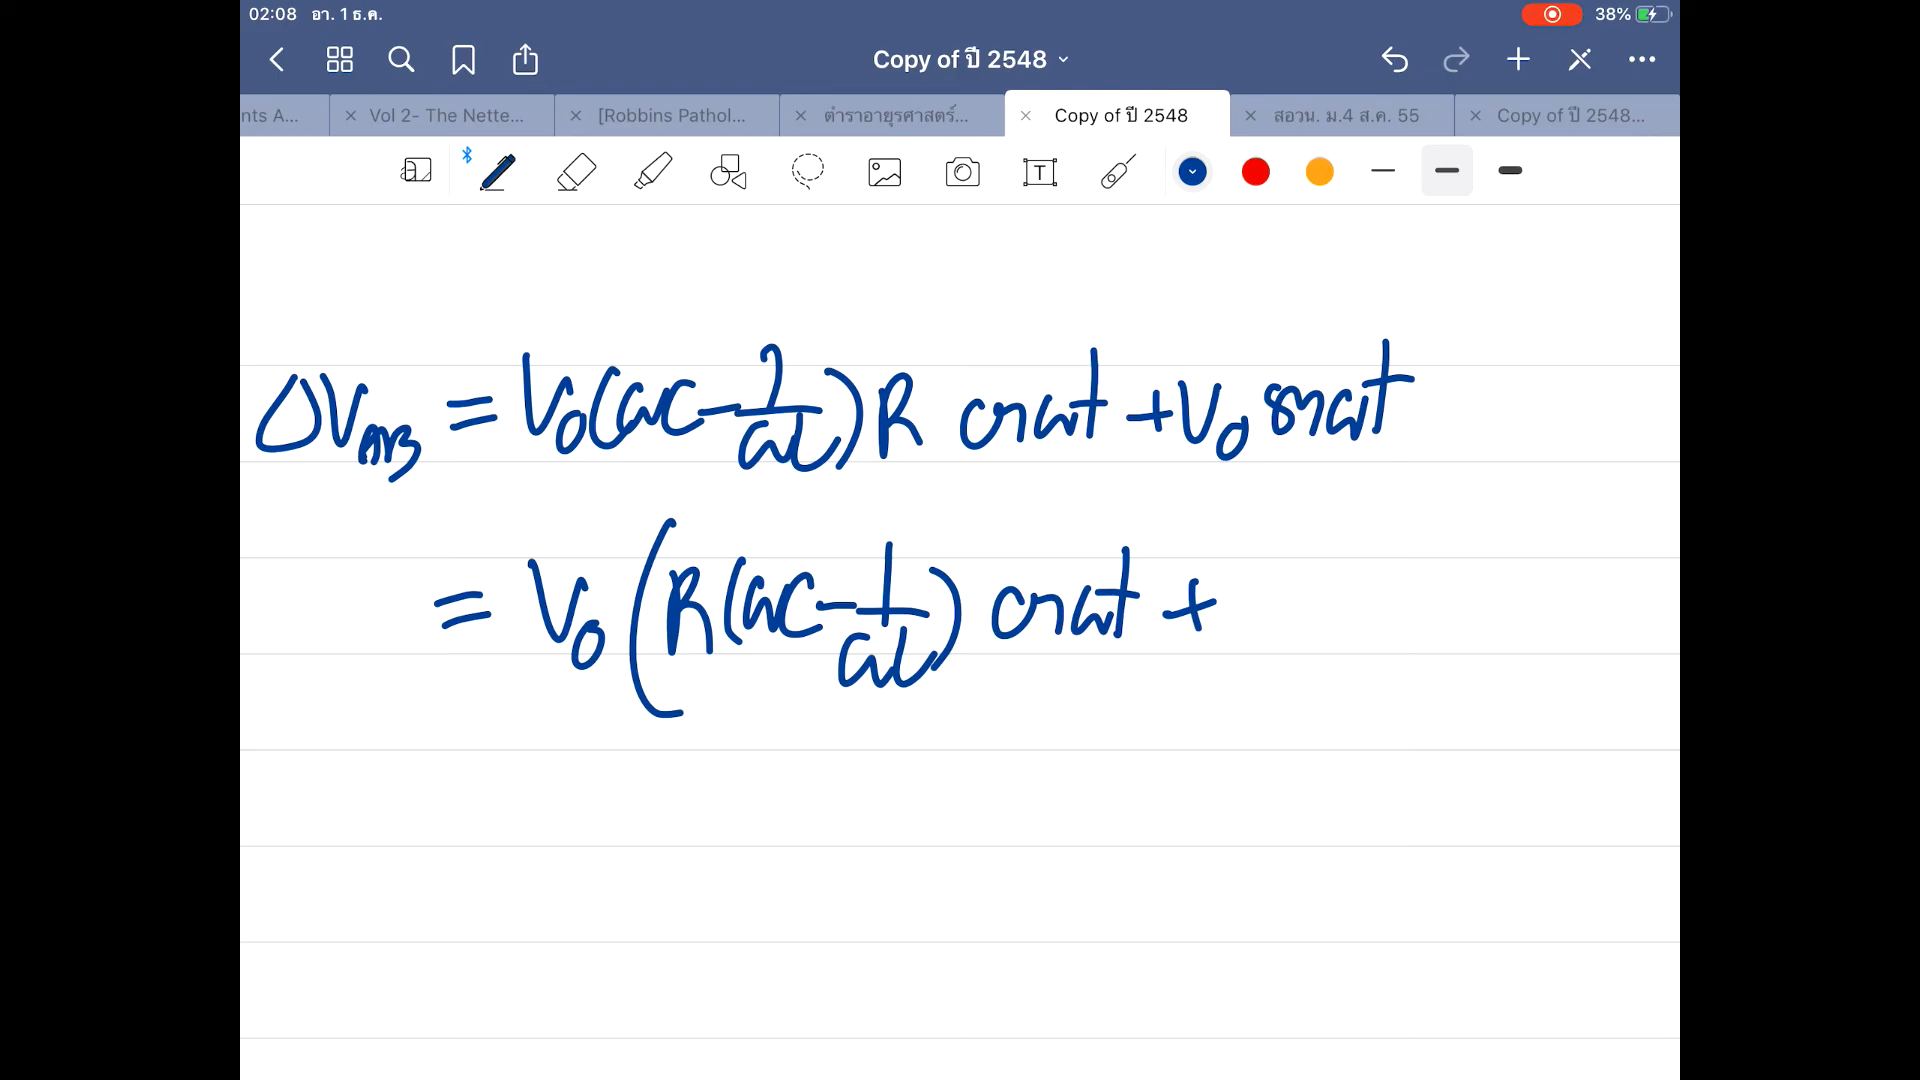 02:08 อา. 1 ธ.ค. 38%
Copy of ปี 2548
nts A... Vol 2- The Nette... [Robbins Pathol... ตำราอายุรศาสตร์... Copy of ปี 2548 สอวน. ม.4 ส.ค. 55 Copy of ปี 2548...
T
= V₀(ωC - 1/ωL)R cosωt + V₀ sinωt
= V₀(R(ωC - 1/ωL) cosωt +